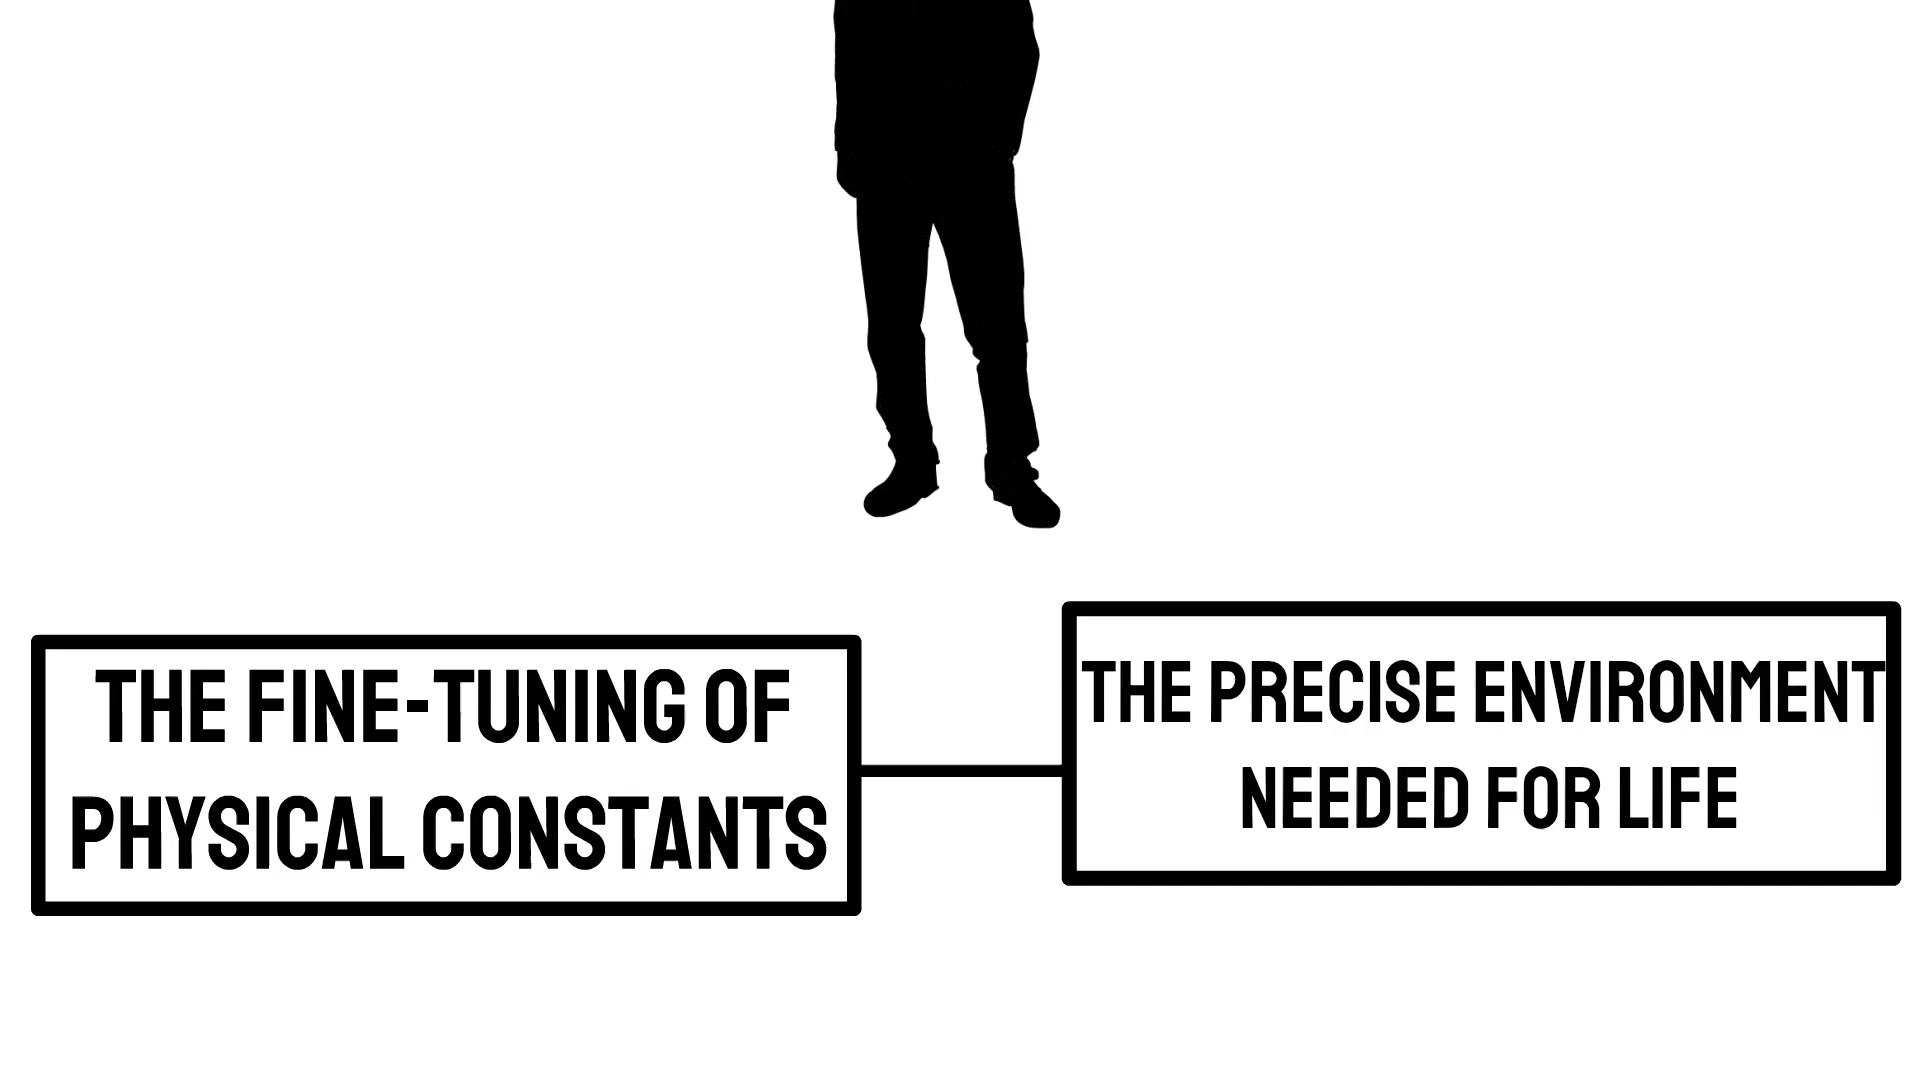 THE FINE-TUNING OF
PHYSICAL CONSTANTS
THE PRECISE ENVIRONMENT
NEEDED FOR LIFE